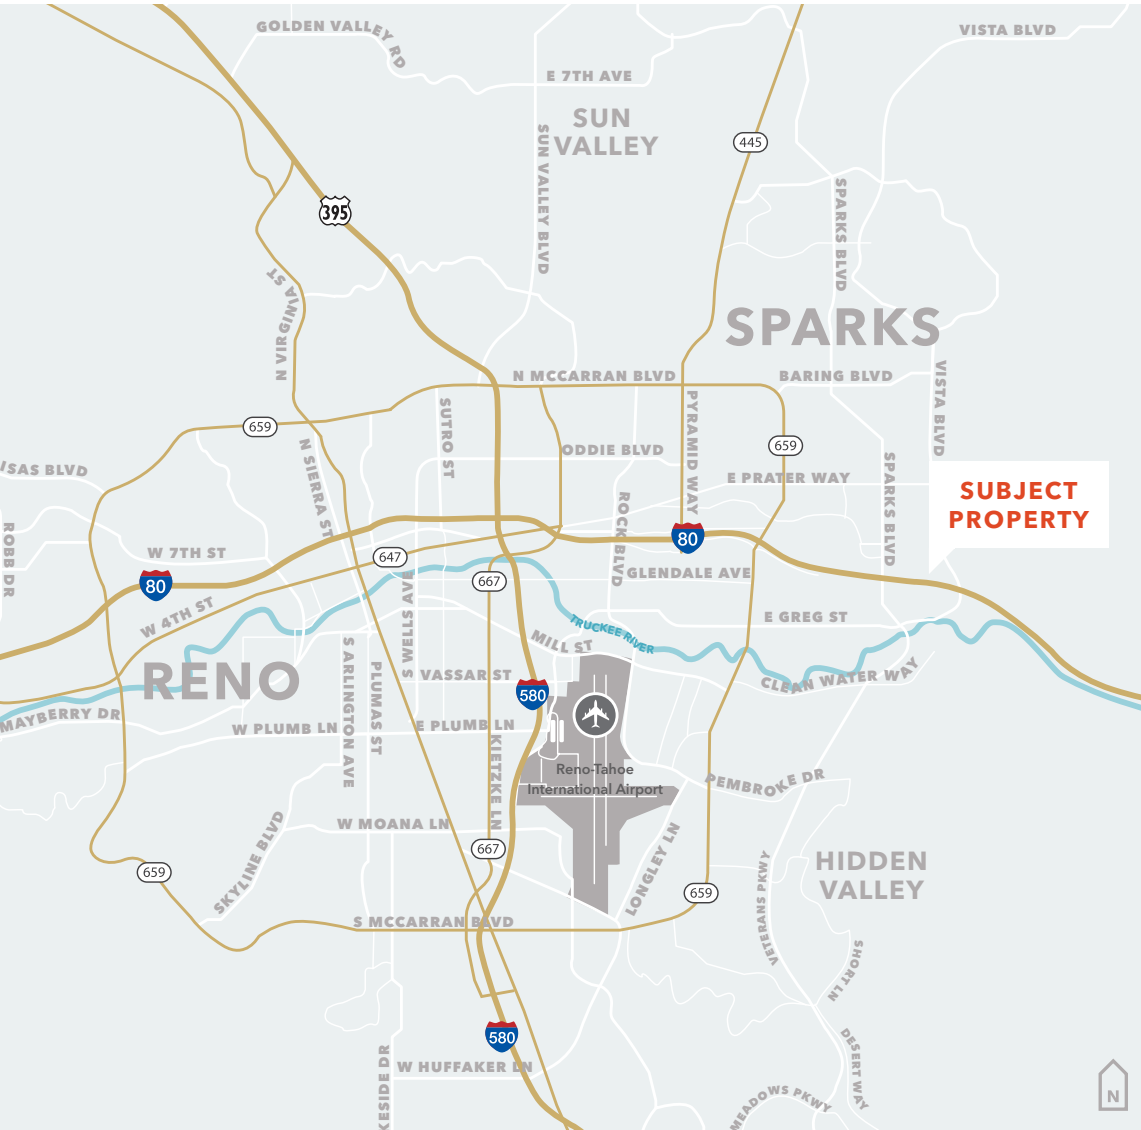 GOLDEN VALLEY RD
VISTA BLVD
E 7TH AVE
SUN
VALLEY
SUN VALLEY BLVD
445
395
SPARKS BLVD
N VIRGINIA ST
SPARKS
N MCCARRAN BLVD
BARING BLVD
VISTA BLVD
SUTRO ST
PYRAMID WAY
659
659
N SIERRA ST
ODDIE BLVD
ISAS BLVD
E PRATER WAY
SPARKS BLVD
SUBJECT
PROPERTY
ROCK BLVD
ROBB DR
80
W 7TH ST
647
80
667
GLENDALE AVE
W 4TH ST
S WELLS AVE
E GREG ST
TRUCKEE RIVER
MILL ST
RENO
S ARLINGTON AVE
PLUMAS ST
VASSAR ST
580
CLEAN WATER WAY
MAYBERRY DR
W PLUMB LN
E PLUMB LN
KIETZKE LN
Reno-Tahoe
International Airport
PEMBROKE DR
W MOANA LN
SKYLINE BLVD
667
LONGLEY LN
HIDDEN
VALLEY
659
659
VETERANS PKWY
S MCCARRAN BLVD
SHORT LN
580
DESERT WAY
KESIDE DR
W HUFFAKER LN
MEADOWS PKWY
N